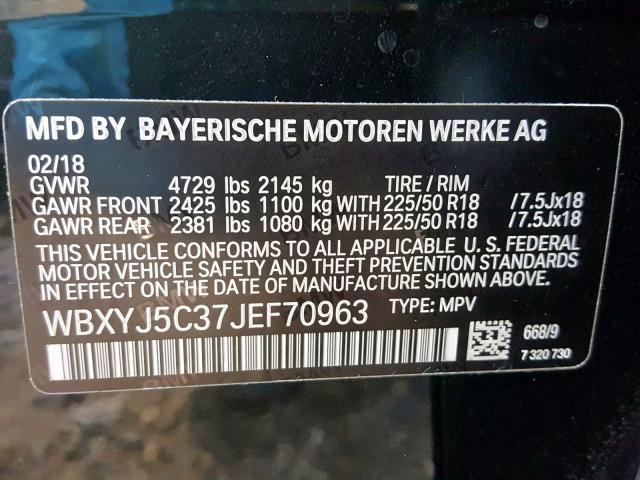 MFD BY BAYERISCHE MOTOREN WERKE AG
02/18
GVWR 4729 lbs 2145 kg TIRE / RIM
GAWR FRONT 2425 lbs 1100 kg WITH 225/50 R18 /7.5Jx18
GAWR REAR 2381 lbs 1080 kg WITH 225/50 R18 /7.5Jx18
THIS VEHICLE CONFORMS TO ALL APPLICABLE U. S. FEDERAL
MOTOR VEHICLE SAFETY AND THEFT PREVENTION STANDARDS
IN EFFECT ON THE DATE OF MANUFACTURE SHOWN ABOVE
WBXYJ5C37JEF70963 TYPE: MPV
668/9
7 320 730